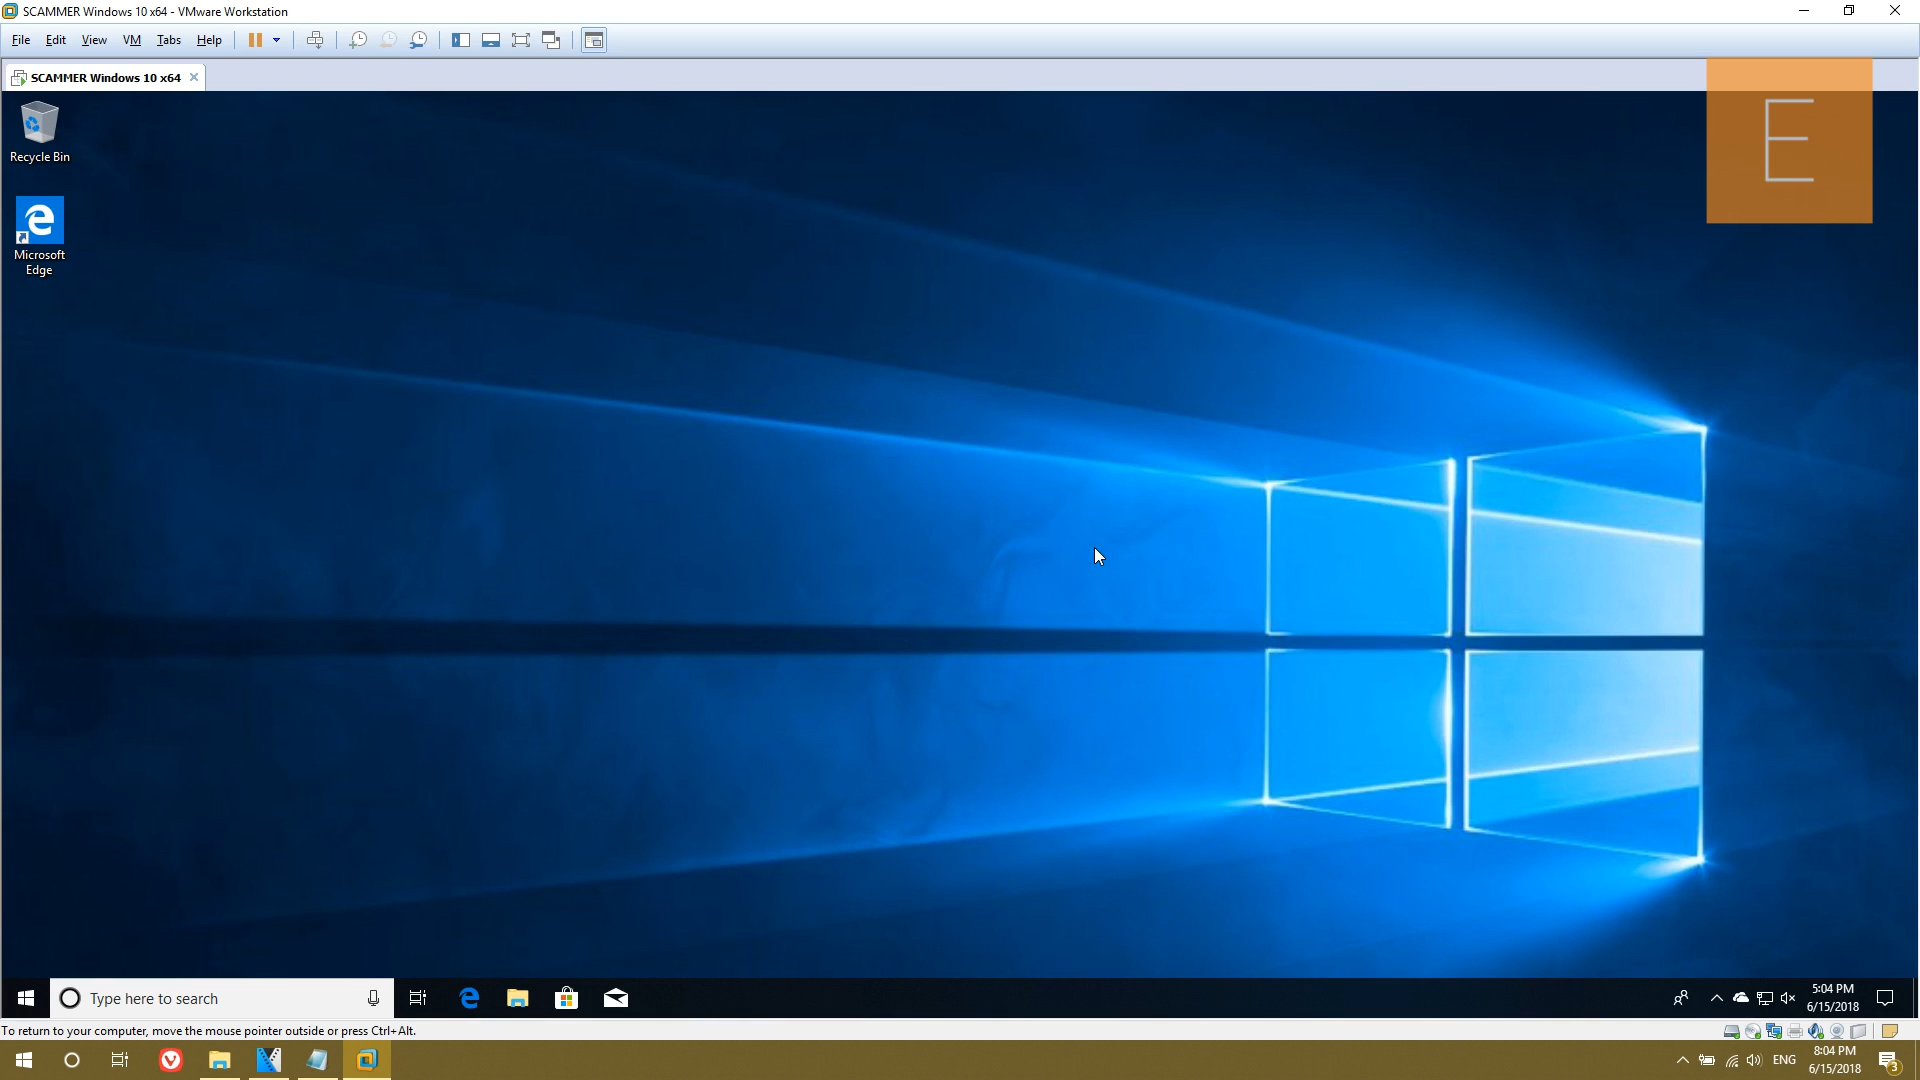 SCAMMER Windows 10 x64 - VMware Workstation
File Edit View VM Tabs Help
SCAMMER Windows 10 x64
E
Recycle Bin
Microsoft
Edge
Type here to search
5:04 PM
6/15/2018
To return to your computer, move the mouse pointer outside or press Ctrl+Alt.
ENG
8:04 PM
6/15/2018
3